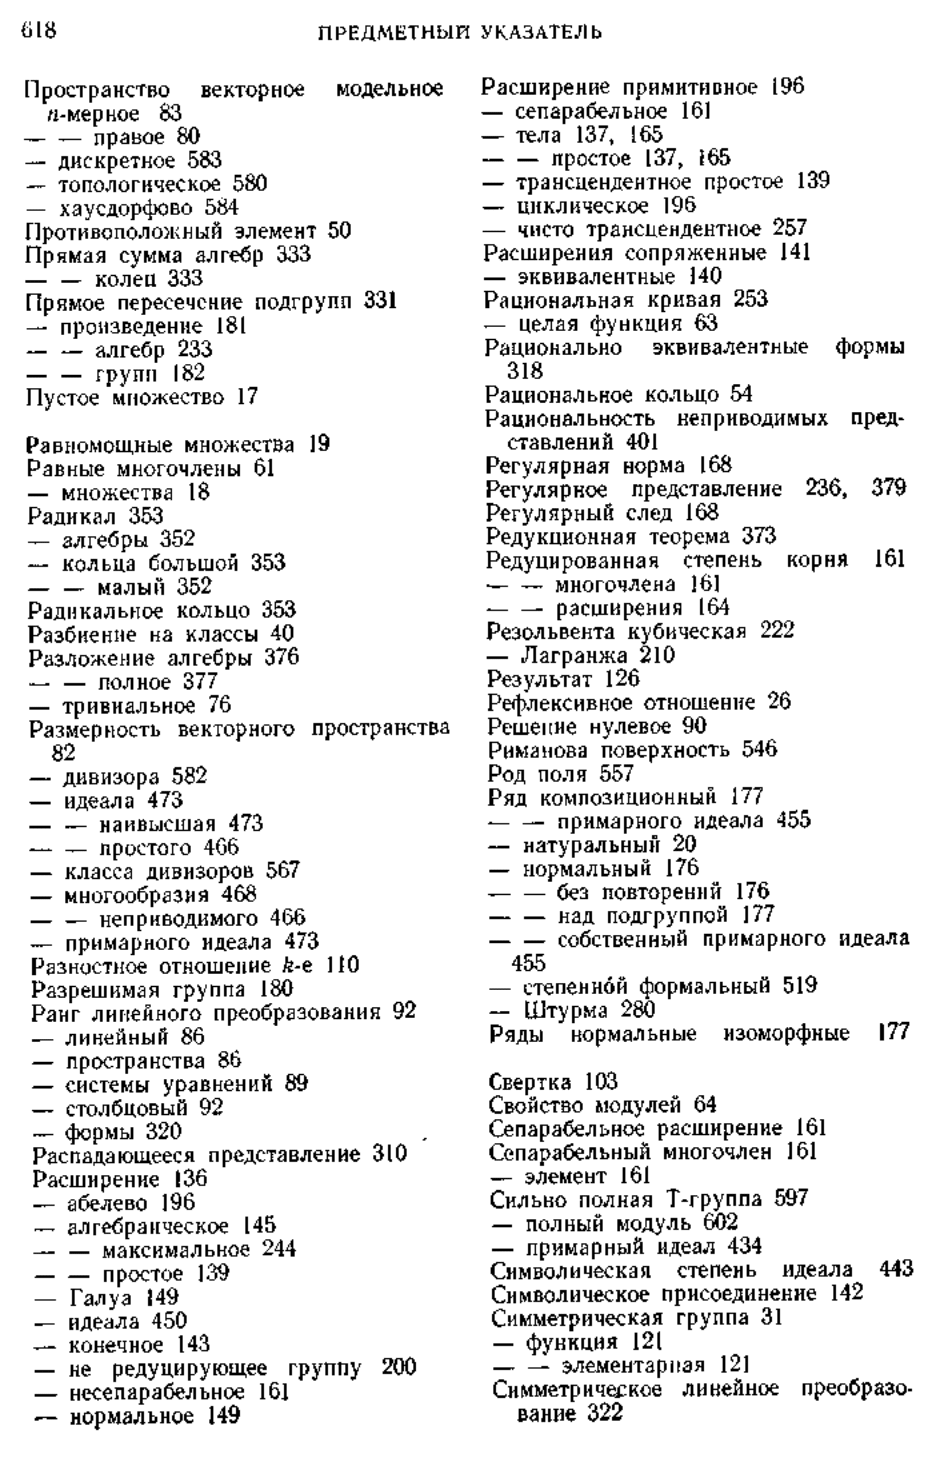 618
ПРЕДМЕТНЫЙ УКАЗАТЕЛЬ
Пространство векторное модельное
n-мерное 83
— — правое 80
— дискретное 583
— топологическое 580
— хаусдорфово 584
Противоположный элемент 50
Прямая сумма алгебр 333
— — колец 333
Прямое пересечение подгрупп 331
— произведение 181
— — алгебр 233
— — групп 182
Пустое множество 17
Равномощные множества 19
Равные многочлены 61
— множества 18
Радикал 353
— алгебры 352
— кольца большой 353
— — малый 352
Радикальное кольцо 353
Разбиение на классы 40
Разложение алгебры 376
— — полное 377
— тривиальное 76
Размерность векторного пространства
82
— дивизора 582
— идеала 473
— — наивысшая 473
— — простого 466
— класса дивизоров 567
— многообразия 468
— — неприводимого 466
— примарного идеала 473
Разностное отношение k-е 110
Разрешимая группа 180
Ранг линейного преобразования 92
— линейный 86
— пространства 86
— системы уравнений 89
— столбцовый 92
— формы 320
Распадающееся представление 310
Расширение 136
— абелево 196
— алгебраическое 145
— — максимальное 244
— — простое 139
— Галуа 149
— идеала 450
— конечное 143
— не редуцирующее группу 200
— несепарабельное 161
— нормальное 149
Расширение примитивное 196
— сепарабельное 161
— тела 137, 165
— — простое 137, 165
— трансцендентное простое 139
— циклическое 196
— чисто трансцендентное 257
Расширения сопряженные 141
— эквивалентные 140
Рациональная кривая 253
— целая функция 63
Рационально эквивалентные формы
318
Рациональное кольцо 54
Рациональность неприводимых пред-
ставлений 401
Регулярная норма 168
Регулярное представление 236, 379
Регулярный след 168
Редукционная теорема 373
Редуцированная степень корня 161
— — многочлена 161
— — расширения 164
Резольвента кубическая 222
— Лагранжа 210
Результат 126
Рефлексивное отношение 26
Решение нулевое 90
Риманова поверхность 546
Род поля 557
Ряд композиционный 177
— — примарного идеала 455
— натуральный 20
— нормальный 176
— — без повторений 176
— — над подгруппой 177
— — собственный примарного идеала
455
— степенной формальный 519
— Штурма 280
Ряды нормальные изоморфные 177
Свертка 103
Свойство модулей 64
Сепарабельное расширение 161
Сепарабельный многочлен 161
— элемент 161
Сильно полная Т-группа 597
— полный модуль 602
— примарный идеал 434
Символическая степень идеала 443
Символическое присоединение 142
Симметрическая группа 31
— функция 121
— — элементарная 121
Симметрическое линейное преобразо-
вание 322